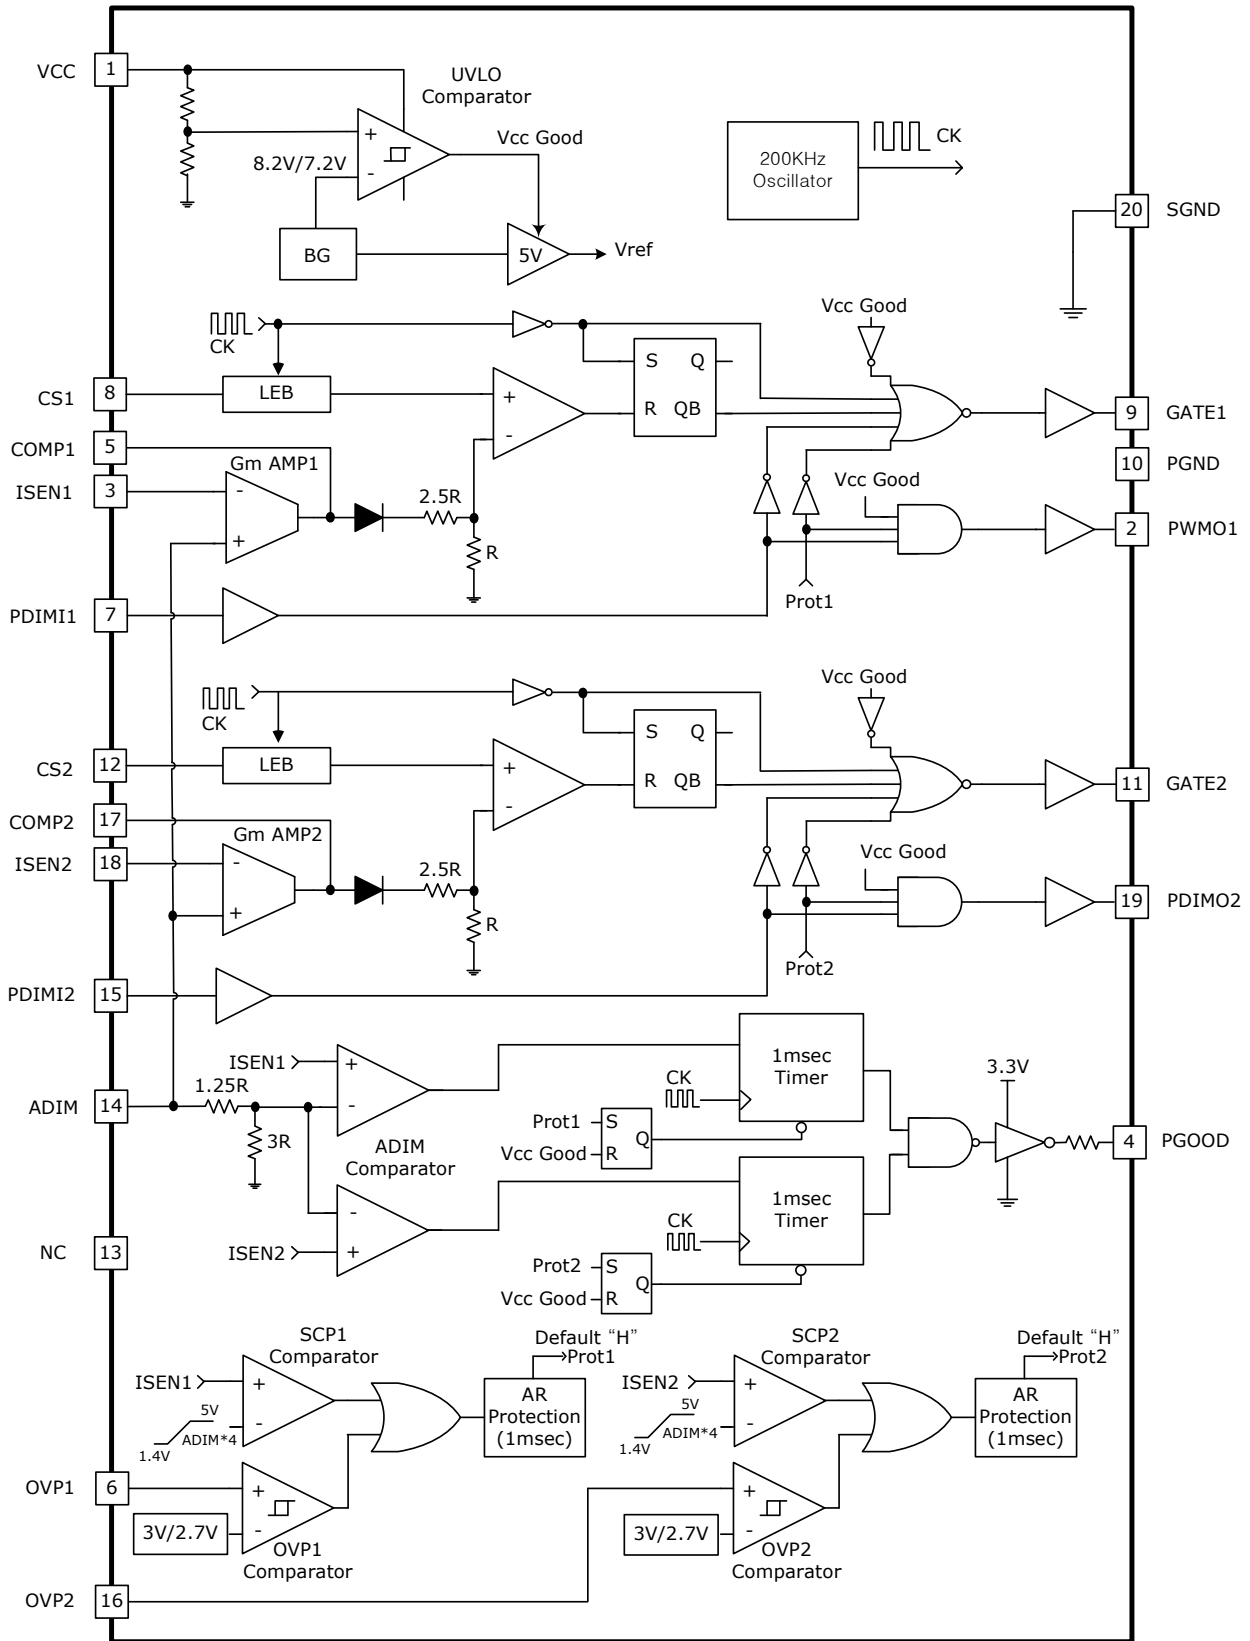 VCC
1
UVLO
Comparator
Vcc Good
+
-
8.2V/7.2V
BG
5V
Vref
200KHz
Oscillator
CK
20
SGND
CK
Vcc Good
S
Q
R
QB
CS1
8
LEB
+
-
9
GATE1
COMP1
5
10
PGND
Gm AMP1
ISEN1
3
-
+
2.5R
R
Vcc Good
2
PWMO1
Prot1
PDIMI1
7
CK
Vcc Good
S
Q
R
QB
CS2
12
LEB
+
-
11
GATE2
COMP2
17
Gm AMP2
ISEN2
18
-
+
2.5R
R
Vcc Good
19
PDIMO2
Prot2
PDIMI2
15
ISEN1
+
-
1msec
Timer
3.3V
CK
1.25R
ADIM
14
3R
ADIM
Comparator
Prot1
S
Q
Vcc Good
R
4
PGOOD
1msec
Timer
CK
-
+
ISEN2
NC
13
Prot2
S
Q
Vcc Good
R
SCP1
Comparator
Default “H”
Prot1
ISEN1
+
-
5V
1.4V
ADIM*4
AR
Protection
(1msec)
SCP2
Comparator
Default “H”
Prot2
ISEN2
+
-
5V
1.4V
ADIM*4
AR
Protection
(1msec)
OVP1
6
+
-
3V/2.7V
OVP1
Comparator
+
-
3V/2.7V
OVP2
Comparator
OVP2
16